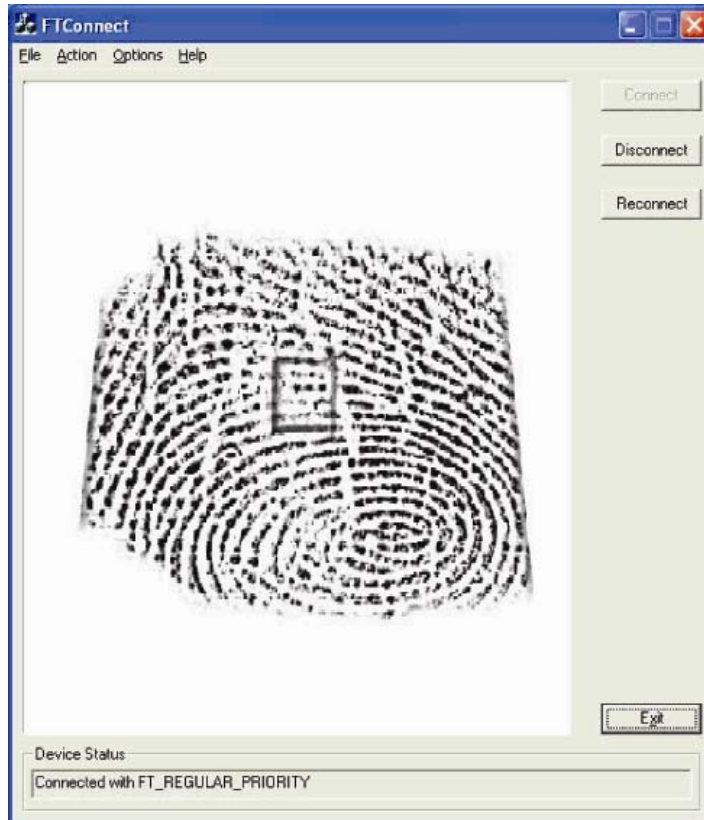 FTConnect
File Action Options Help
Connect
Disconnect
Reconnect
Exit
Device Status
Connected with FT_REGULAR_PRIORITY